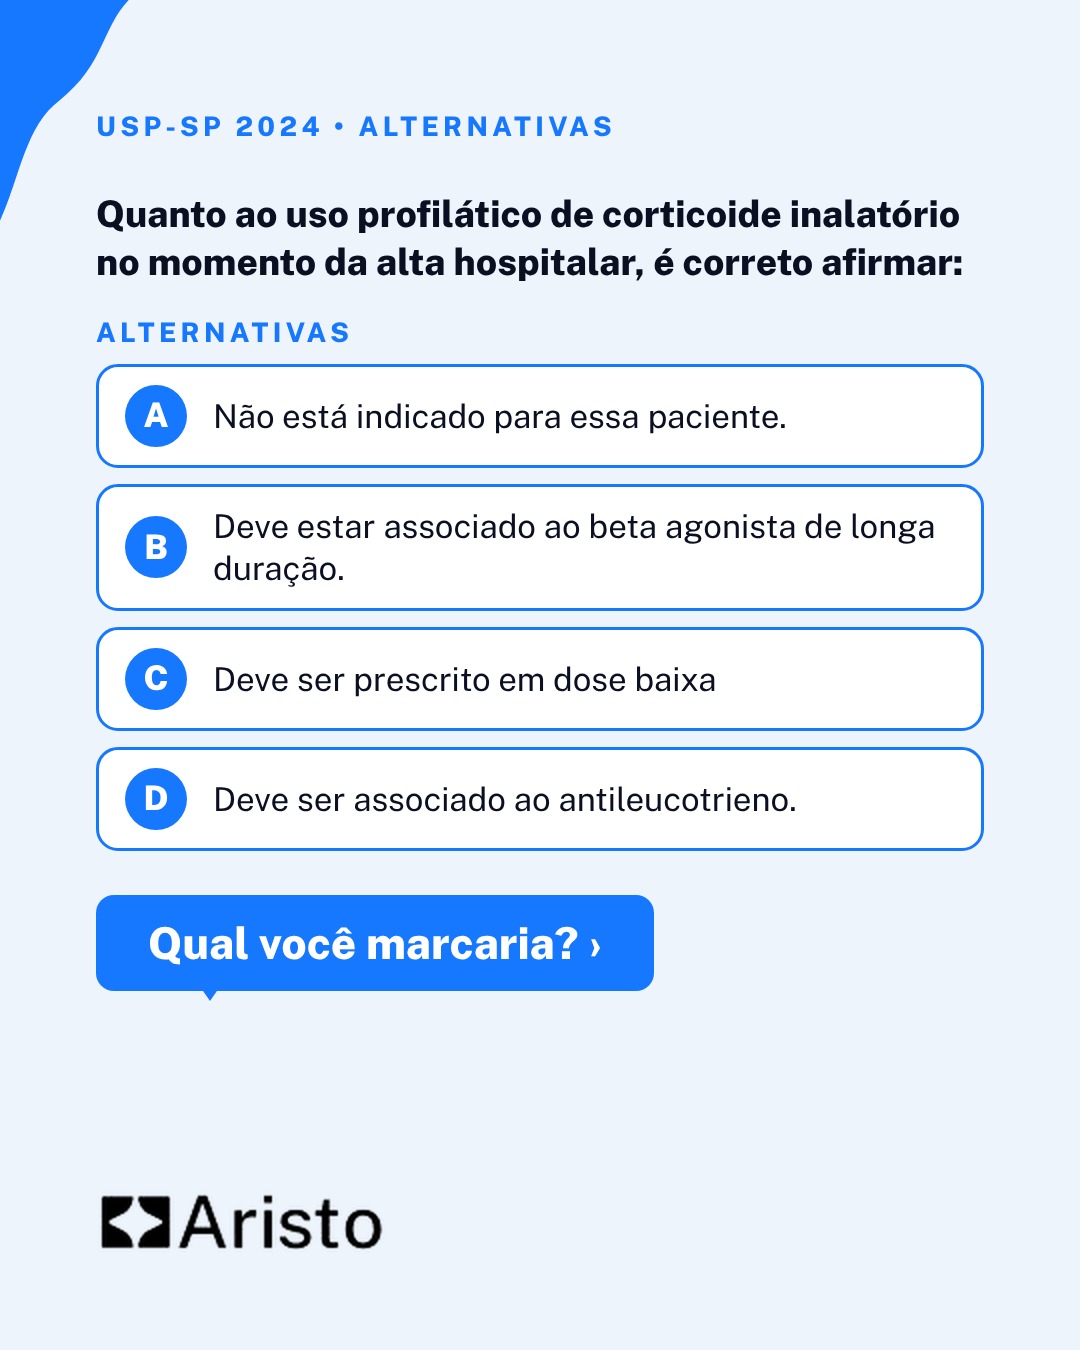 USP-SP 2024 • ALTERNATIVAS
Quanto ao uso profilático de corticoide inalatório
no momento da alta hospitalar, é correto afirmar:
ALTERNATIVAS
A Não está indicado para essa paciente.
B Deve estar associado ao beta agonista de longa
duração.
C Deve ser prescrito em dose baixa
D Deve ser associado ao antileucotrieno.
Qual você marcaria? ›
Aristo